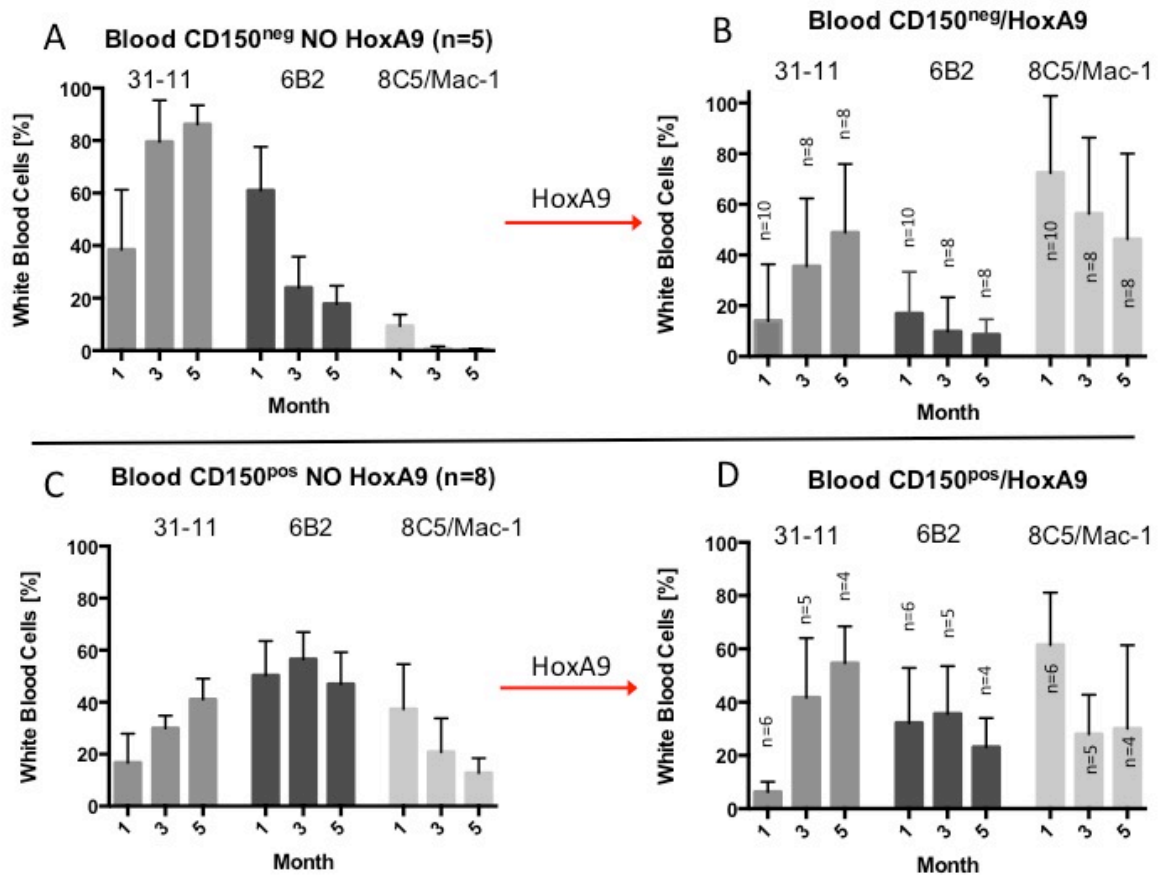 A
Blood CD150neg NO HoxA9 (n=5)
31-11 6B2 8C5/Mac-1
White Blood Cells [%]
100
80
60
40
20
0
1 3 5 1 3 5 1 3 5
Month
HoxA9
B
Blood CD150neg/HoxA9
31-11 6B2 8C5/Mac-1
White Blood Cells [%]
100
80
60
40
20
0
n=10 n=8 n=8 n=10 n=8 n=8 n=10 n=8 n=8
1 3 5 1 3 5 1 3 5
Month
C
Blood CD150pos NO HoxA9 (n=8)
31-11 6B2 8C5/Mac-1
White Blood Cells [%]
100
80
60
40
20
0
1 3 5 1 3 5 1 3 5
Month
HoxA9
D
Blood CD150pos/HoxA9
31-11 6B2 8C5/Mac-1
White Blood Cells [%]
100
80
60
40
20
0
n=6 n=5 n=4 n=6 n=5 n=4 n=6 n=5 n=4
1 3 5 1 3 5 1 3 5
Month